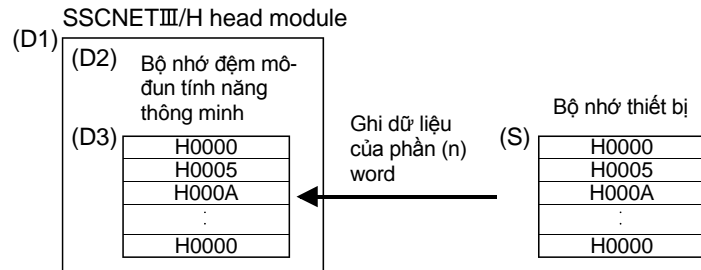 SSCNETⅢ/H head module
(D1)
(D2)
Bộ nhớ đệm mô-
đun tính năng
thông minh
(D3)
H0000
H0005
H000A
:
H0000
Ghi dữ liệu
của phần (n)
word
Bộ nhớ thiết bị
(S)
H0000
H0005
H000A
:
H0000